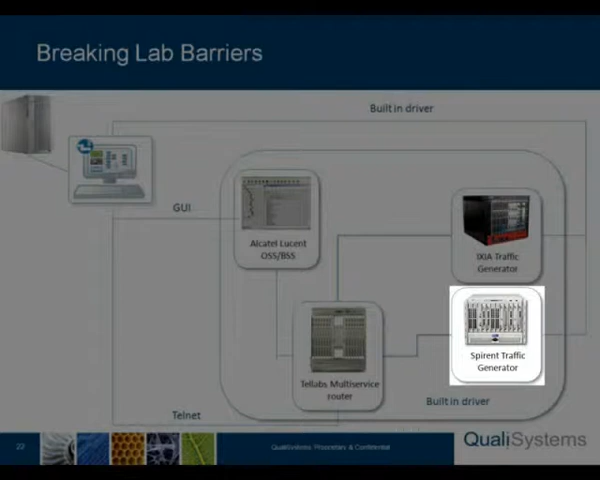 Breaking Lab Barriers
Built in driver
GUI
Alcatel Lucent
OSS/BSS
IXIA Traffic
Generator
Spirent Traffic
Generator
Tellabs Multiservice
router
Built in driver
Telnet
22
QualiSystems Proprietary & Confidential
QualiSystems